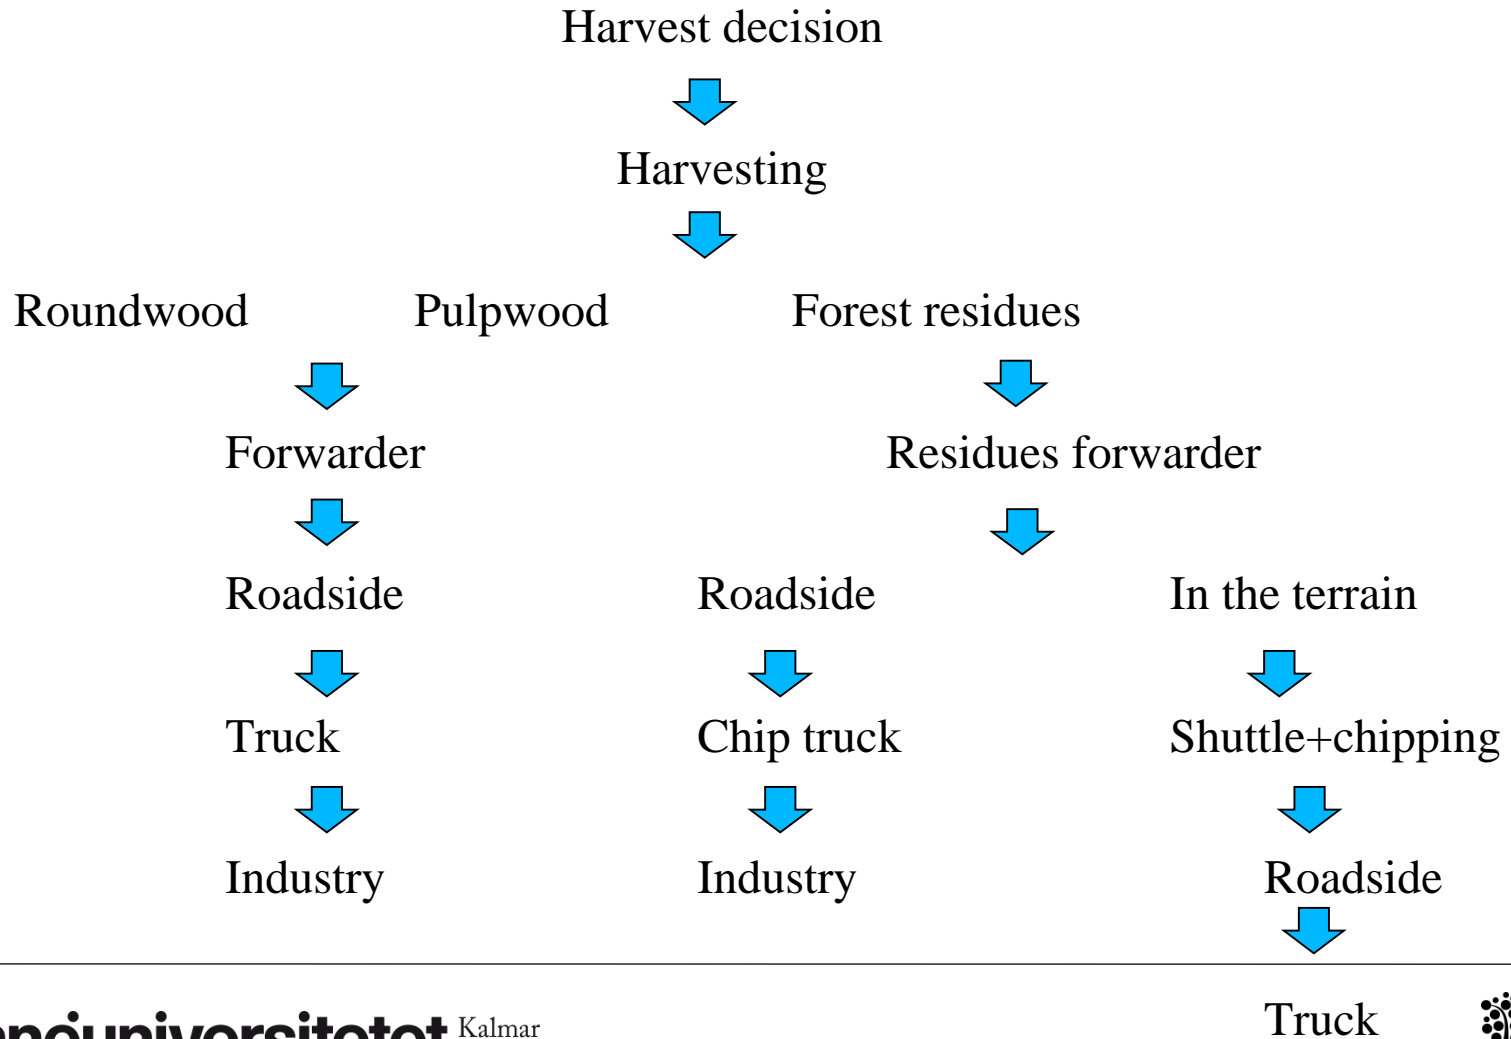 Harvest decision
Harvesting
Roundwood Pulpwood Forest residues
Forwarder Residues forwarder
Roadside Roadside In the terrain
Truck Chip truck Shuttle+chipping
Industry Industry Roadside
Truck
Kalmar